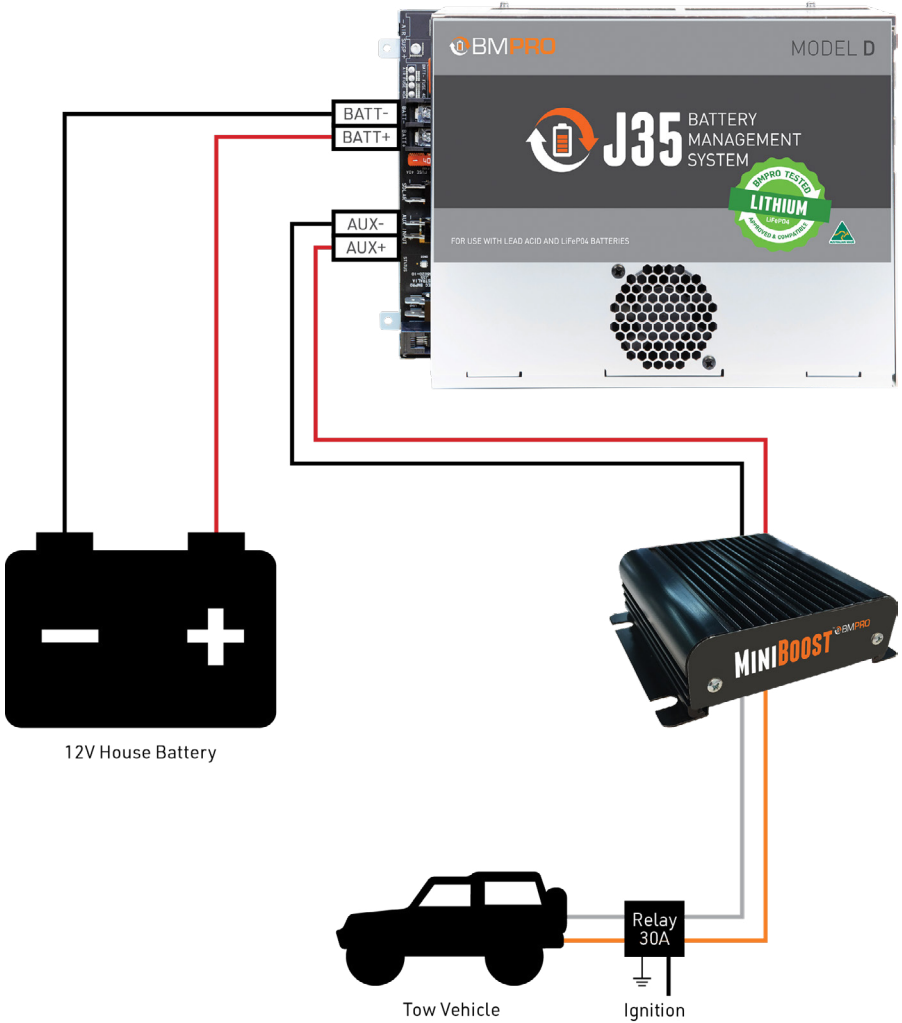 BMPRO
MODEL D
J35 BATTERY
MANAGEMENT
SYSTEM
BMPRO TESTED
LITHIUM
LiFePO4
APPROVED & COMPATIBLE
FOR USE WITH LEAD ACID AND LiFePO4 BATTERIES
BATT-
BATT+
AUX-
AUX+
MINIBOOST BMPRO
12V House Battery
Relay
30A
Tow Vehicle
Ignition